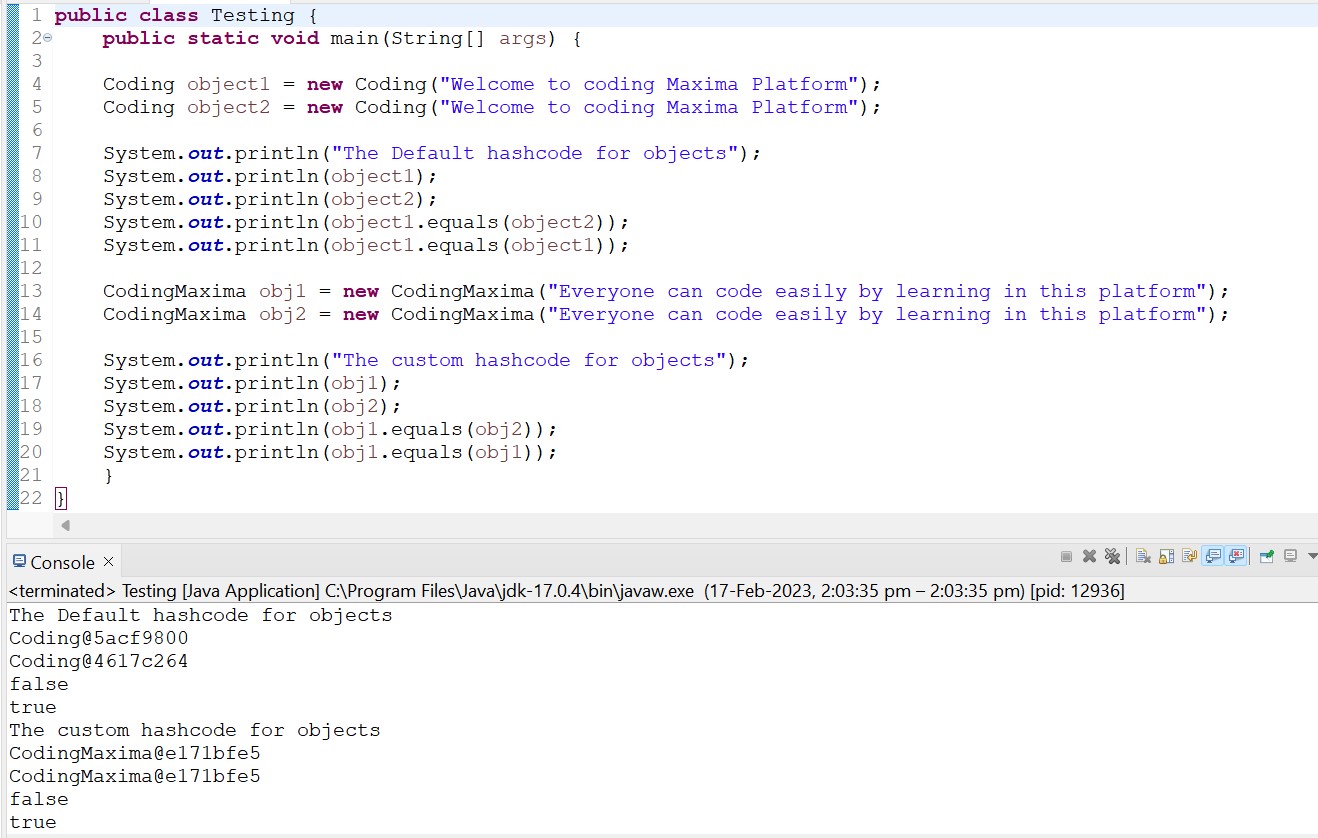 1 public class Testing {
2 public static void main(String[] args) {
3
4 Coding object1 = new Coding("Welcome to coding Maxima Platform");
5 Coding object2 = new Coding("Welcome to coding Maxima Platform");
6
7 System.out.println("The Default hashcode for objects");
8 System.out.println(object1);
9 System.out.println(object2);
10 System.out.println(object1.equals(object2));
11 System.out.println(object1.equals(object1));
12
13 CodingMaxima obj1 = new CodingMaxima("Everyone can code easily by learning in this platform");
14 CodingMaxima obj2 = new CodingMaxima("Everyone can code easily by learning in this platform");
15
16 System.out.println("The custom hashcode for objects");
17 System.out.println(obj1);
18 System.out.println(obj2);
19 System.out.println(obj1.equals(obj2));
20 System.out.println(obj1.equals(obj1));
21 }
22 }
Console
<terminated> Testing [Java Application] C:\Program Files\Java\jdk-17.0.4\bin\javaw.exe (17-Feb-2023, 2:03:35 pm – 2:03:35 pm) [pid: 12936]
The Default hashcode for objects
Coding@5acf9800
Coding@4617c264
false
true
The custom hashcode for objects
CodingMaxima@e171bfe5
CodingMaxima@e171bfe5
false
true